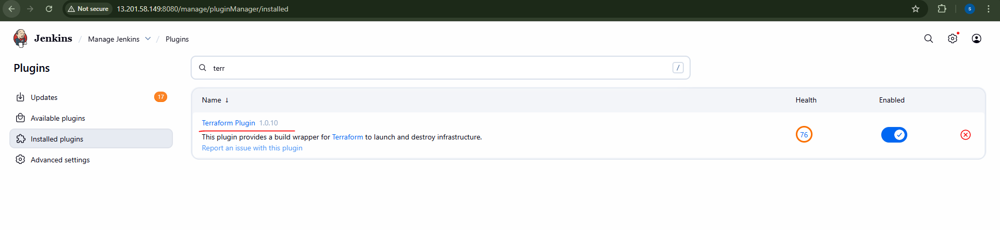 Not secure 13.201.58.149:8080/manage/pluginManager/installed S
Jenkins / Manage Jenkins / Plugins
Plugins
terr /
Updates 17
Available plugins
Installed plugins
Advanced settings
Name ↓ Health Enabled
Terraform Plugin 1.0.10
This plugin provides a build wrapper for Terraform to launch and destroy infrastructure.
Report an issue with this plugin
76